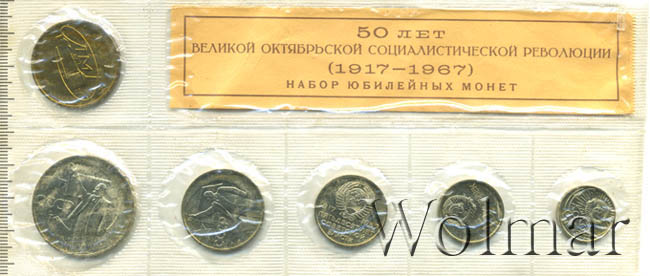 50 ЛЕТ
ВЕЛИКОЙ ОКТЯБРЬСКОЙ СОЦИАЛИСТИЧЕСКОЙ РЕВОЛЮЦИИ
(1917—1967)
НАБОР ЮБИЛЕЙНЫХ МОНЕТ
Wolmar